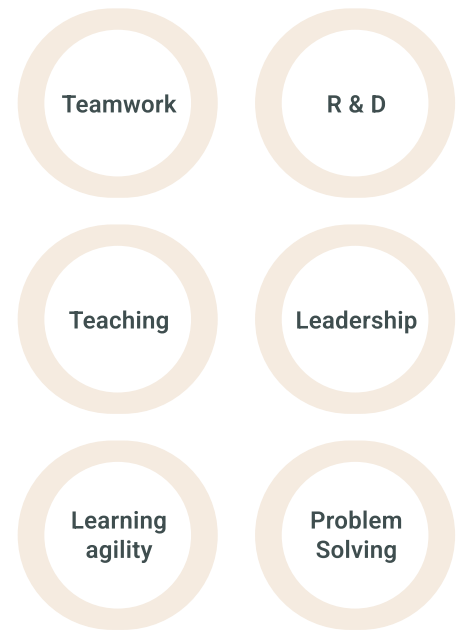 Teamwork
R & D
Teaching
Leadership
Learning
agility
Problem
Solving